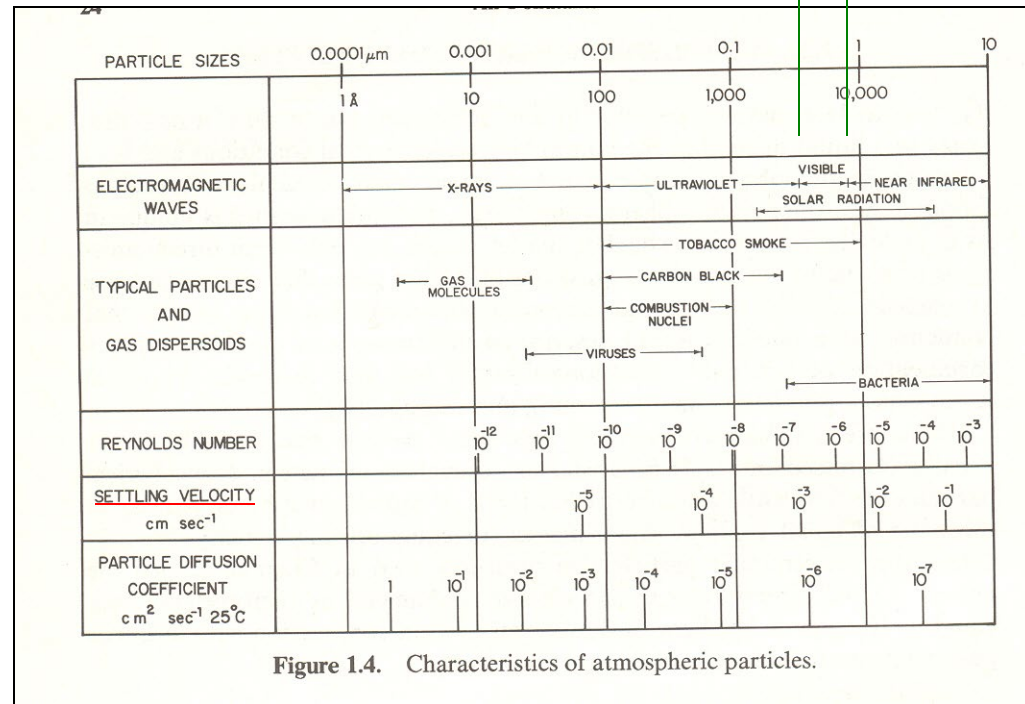 24
PARTICLE SIZES
0.0001 μm 0.001 0.01 0.1 1 10
1 Å 10 100 1,000 10,000
ELECTROMAGNETIC
WAVES
X-RAYS ULTRAVIOLET VISIBLE NEAR INFRARED
SOLAR RADIATION
TYPICAL PARTICLES
AND
GAS DISPERSOIDS
TOBACCO SMOKE
GAS
MOLECULES
CARBON BLACK
COMBUSTION
NUCLEI
VIRUSES
BACTERIA
REYNOLDS NUMBER
10⁻¹² 10⁻¹¹ 10⁻¹⁰ 10⁻⁹ 10⁻⁸ 10⁻⁷ 10⁻⁶ 10⁻⁵ 10⁻⁴ 10⁻³
SETTLING VELOCITY
cm sec⁻¹
10⁻⁵ 10⁻⁴ 10⁻³ 10⁻² 10⁻¹
PARTICLE DIFFUSION
COEFFICIENT
cm² sec⁻¹ 25°C
1 10⁻¹ 10⁻² 10⁻³ 10⁻⁴ 10⁻⁵ 10⁻⁶ 10⁻⁷
Figure 1.4. Characteristics of atmospheric particles.